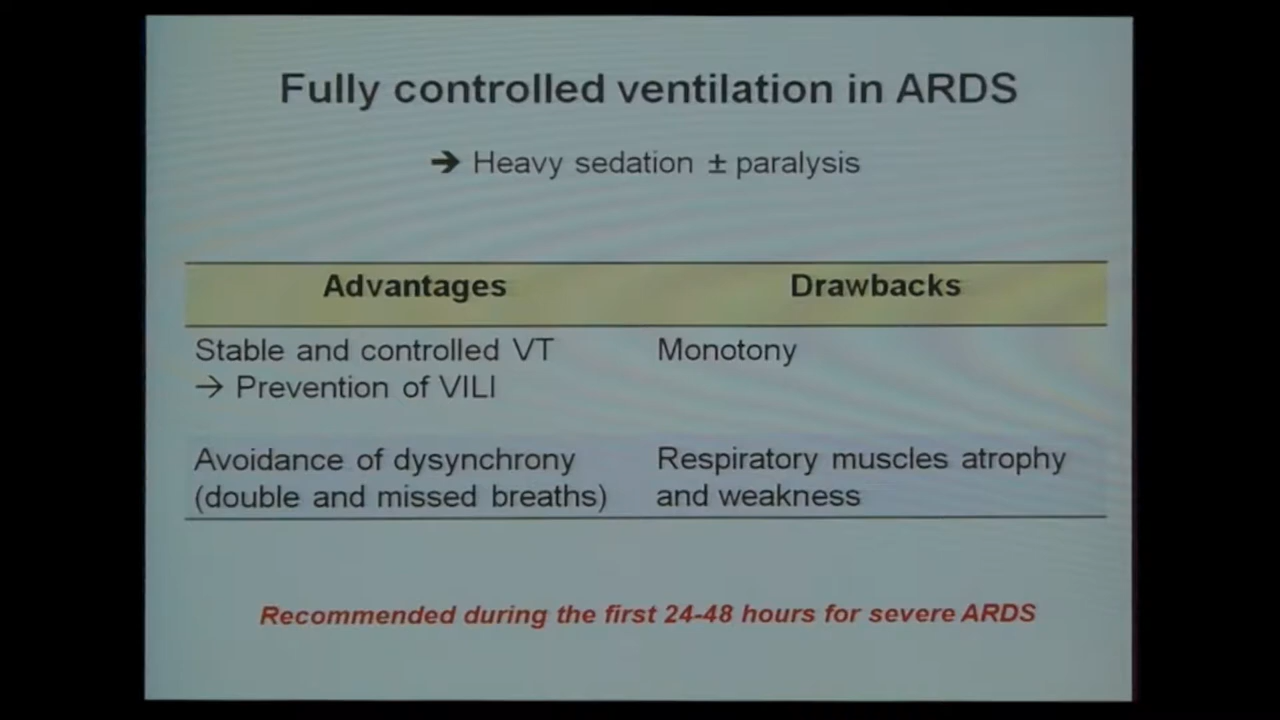 Fully controlled ventilation in ARDS
➔ Heavy sedation ± paralysis
Advantages
Drawbacks
Stable and controlled VT
→ Prevention of VILI
Monotony
Avoidance of dysynchrony
(double and missed breaths)
Respiratory muscles atrophy
and weakness
Recommended during the first 24-48 hours for severe ARDS